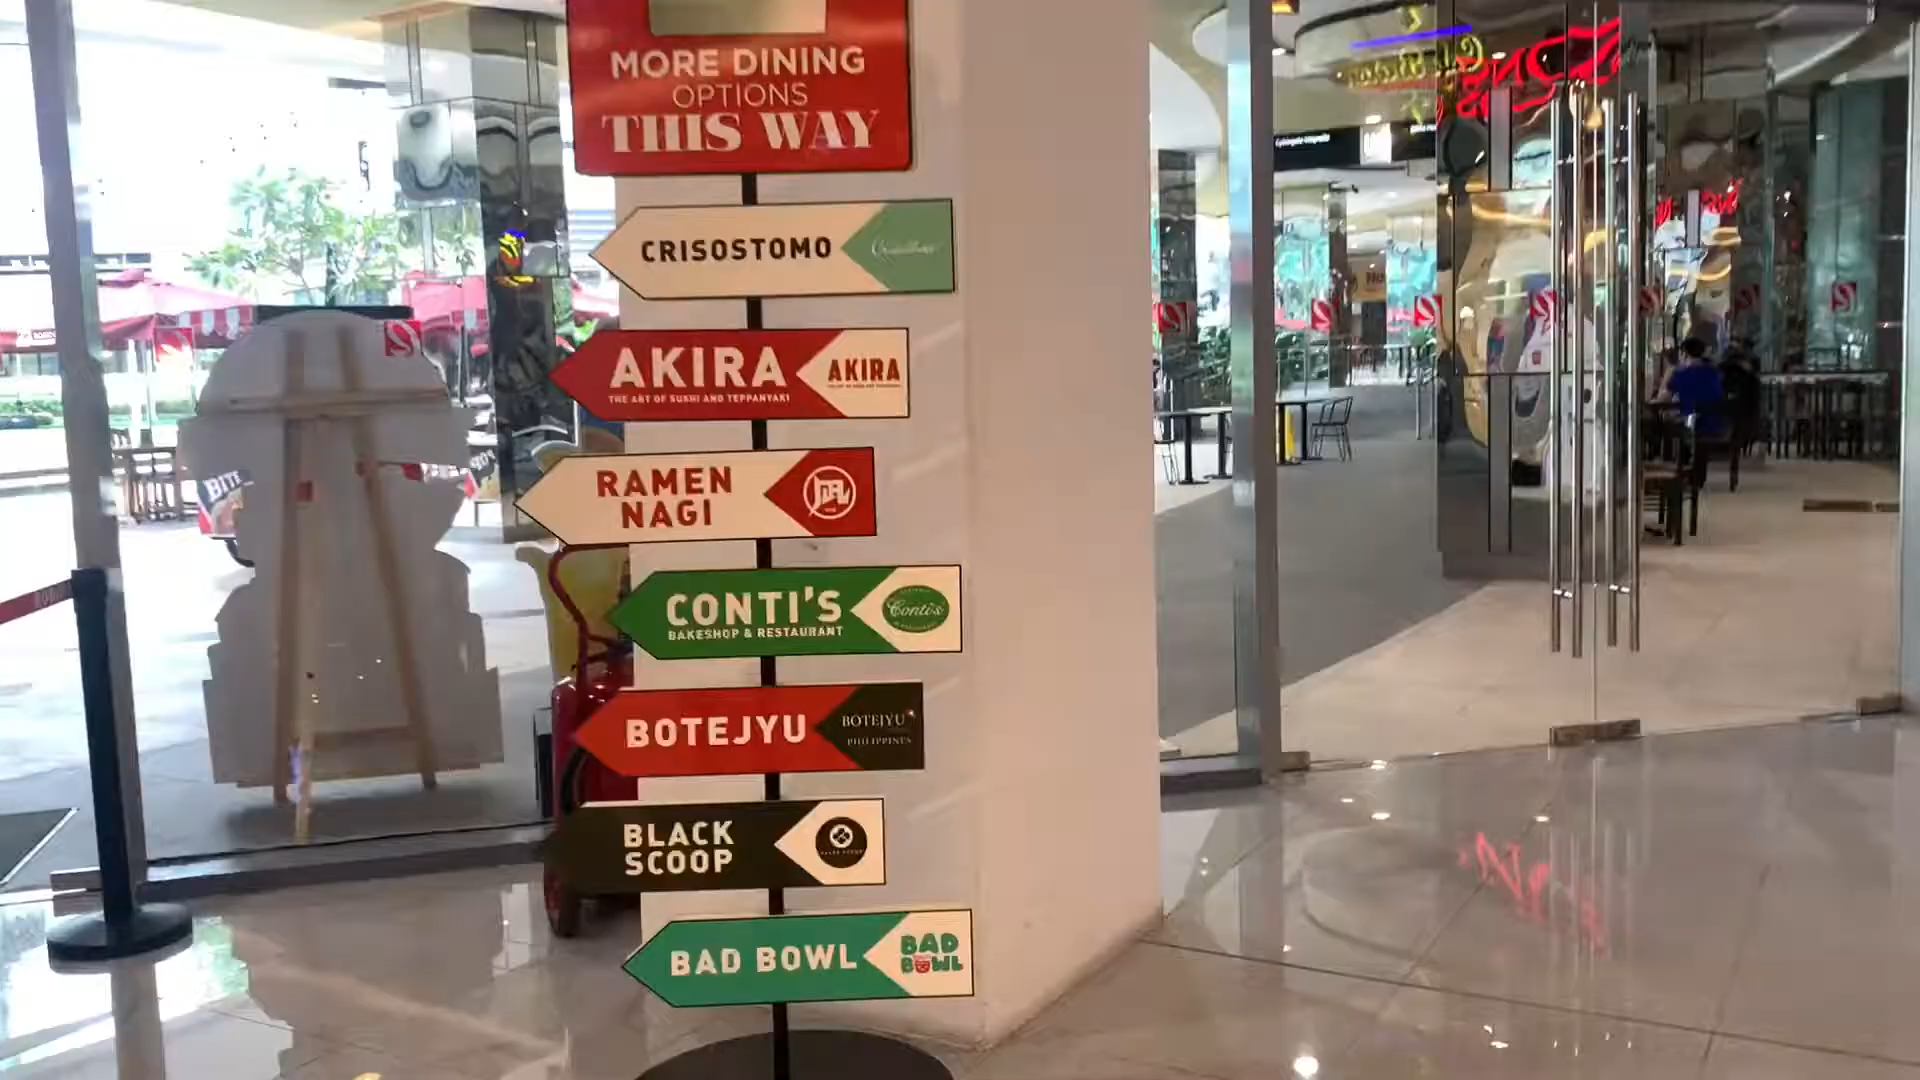 MORE DINING
OPTIONS
THIS WAY
CRISOSTOMO
AKIRA
THE ART OF SUSHI AND TEPPANYAKI
AKIRA
RAMEN
NAGI
CONTI'S
BAKESHOP & RESTAURANT
Conti's
BOTEJYU
BOTEJYU
PHILIPPINES
BLACK
SCOOP
BAD BOWL
BAD
BOWL
BITE